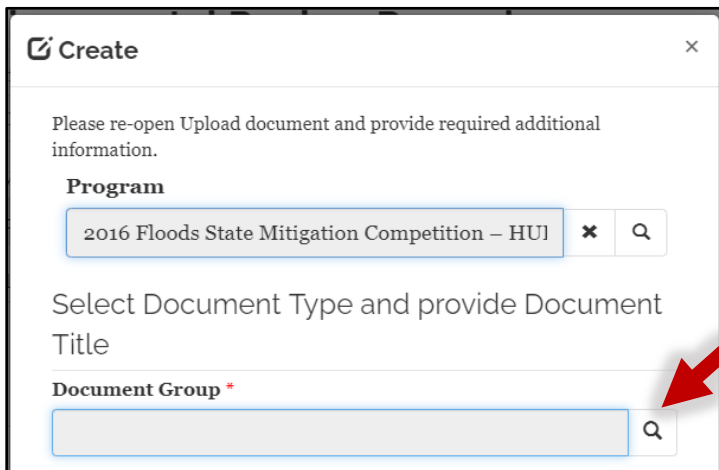 Create
Please re-open Upload document and provide required additional
information.
Program
2016 Floods State Mitigation Competition –
Select Document Type and provide Document
Title
Document Group *